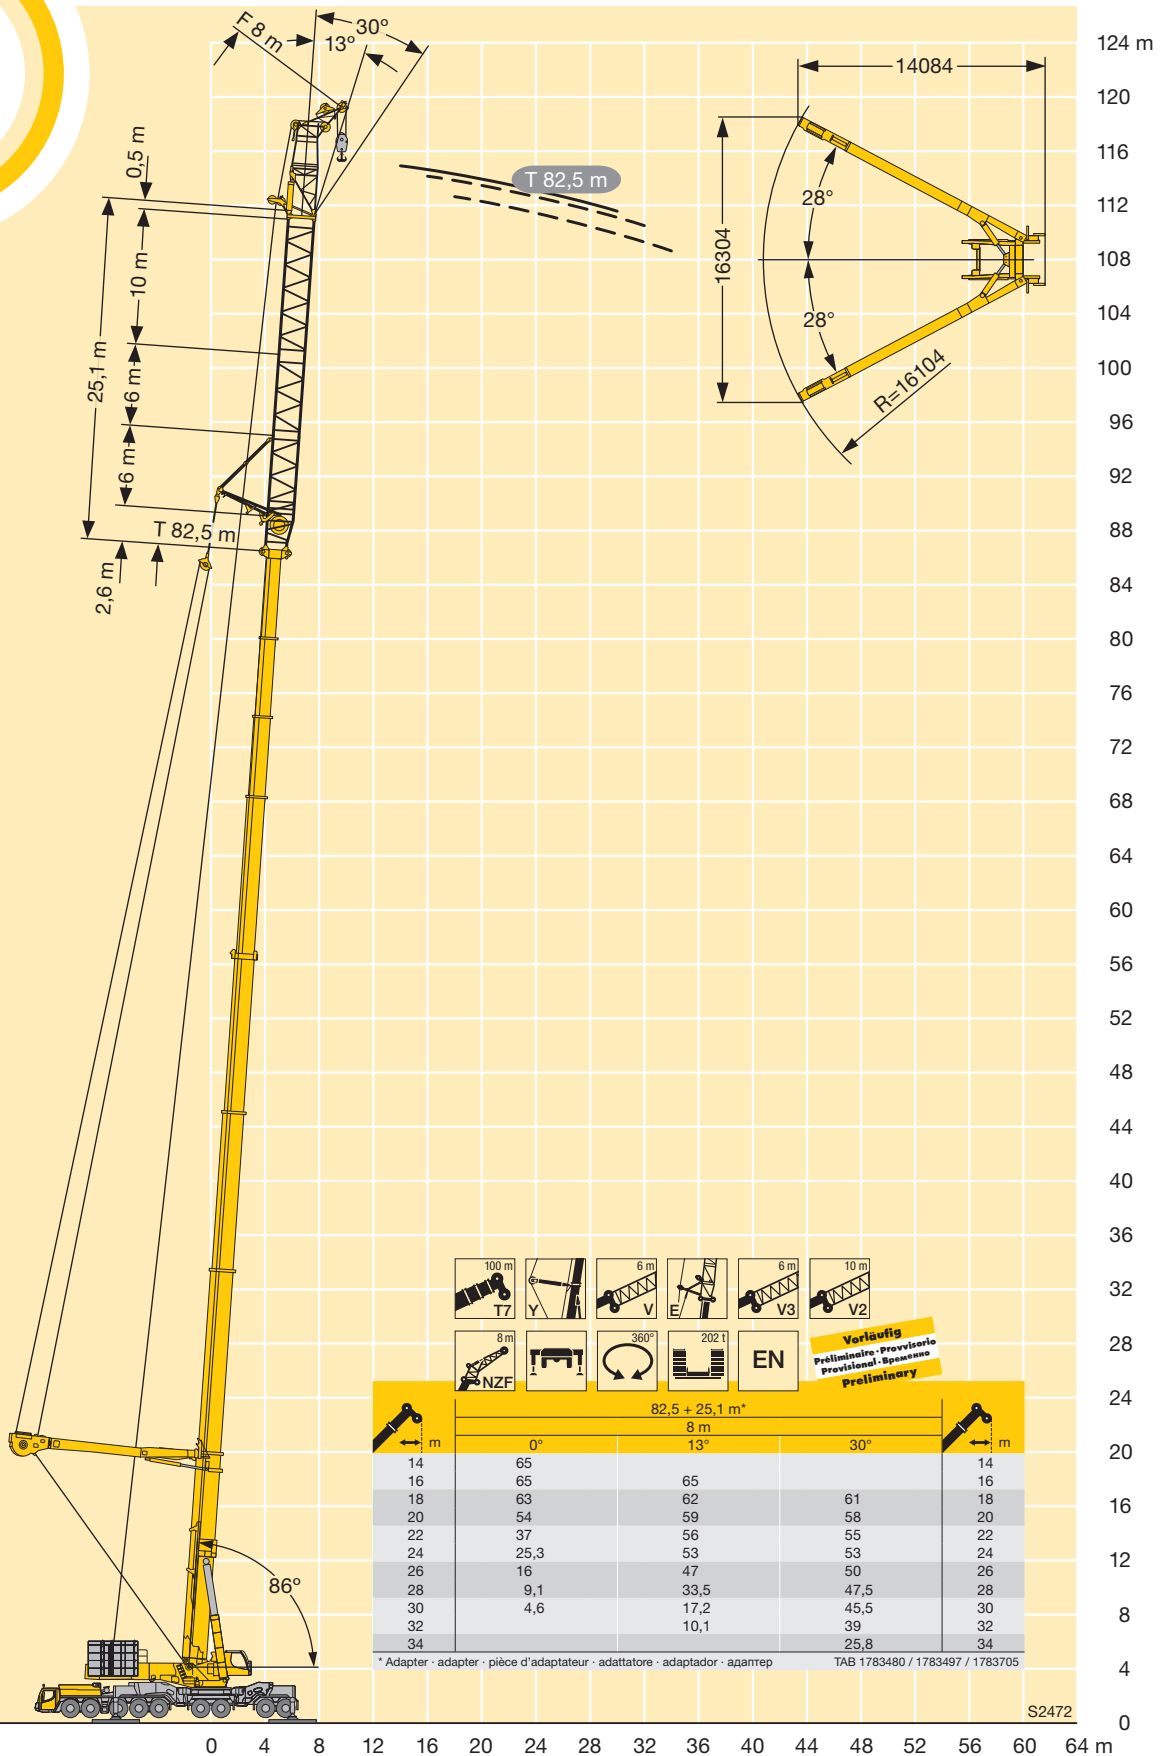 F 8 m
30°
13°
124 m
120
116
112
108
104
100
96
92
88
84
80
76
72
68
64
60
56
52
48
44
40
36
32
28
24
20
16
12
8
4
0
0,5 m
10 m
25,1 m
6 m
6 m
T 82,5 m
2,6 m
T 82,5 m
14084
16304
28°
28°
R=16104
86°
100 m
T7
Y
6 m
V
E
6 m
V3
10 m
V2
8 m
NZF
360°
202 t
EN
Vorläufig
Préliminaire · Provvisorio
Provisional · Временно
Preliminary
82,5 + 25,1 m*
8 m
m 0° 13° 30° m
14 65 14
16 65 65 16
18 63 62 61 18
20 54 59 58 20
22 37 56 55 22
24 25,3 53 53 24
26 16 47 50 26
28 9,1 33,5 47,5 28
30 4,6 17,2 45,5 30
32 10,1 39 32
34 25,8 34
* Adapter · adapter · pièce d'adaptateur · adattatore · adaptador · адаптер TAB 1783480 / 1783497 / 1783705
S2472
0 4 8 12 16 20 24 28 32 36 40 44 48 52 56 60 64 m